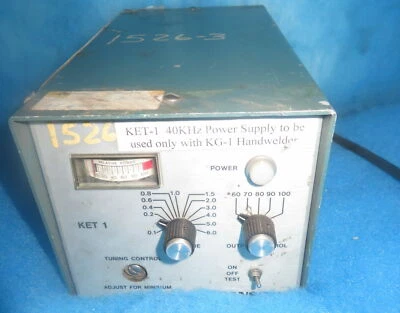 1526-3
1526
KET-1 40KHz Power Supply to be
used only with KG-1 Handwelder
POWER
0.8 1.0 1.5
0.6 2.0
0.4 3.0
0.2 4.0
5.0
0.1 6.0
*60 70 80 90 100
KET 1
TUNING CONTROL
ADJUST FOR MINIMUM
ON
OFF
TEST